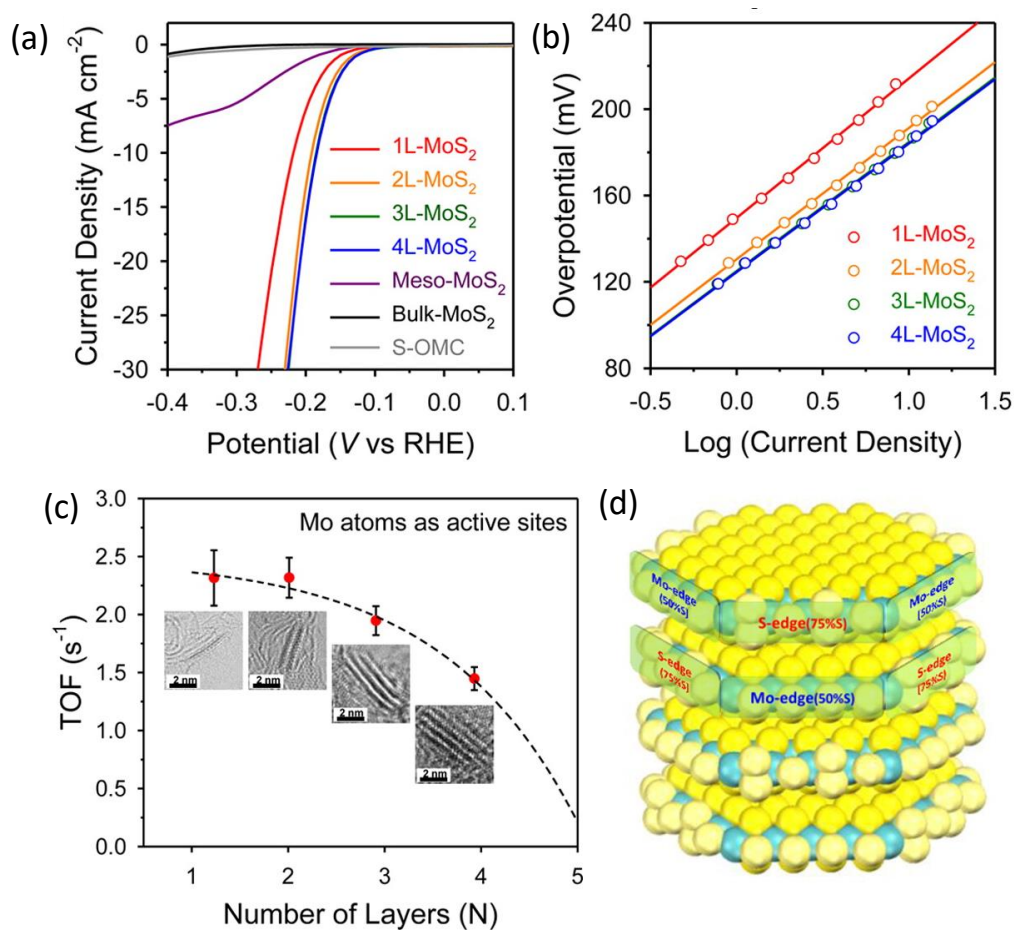 (a)
0
-5
-10
-15
-20
-25
-30
Current Density (mA cm⁻²)
1L-MoS₂
2L-MoS₂
3L-MoS₂
4L-MoS₂
Meso-MoS₂
Bulk-MoS₂
S-OMC
-0.4 -0.3 -0.2 -0.1 0.0 0.1
Potential (V vs RHE)
(b)
240
200
160
120
80
Overpotential (mV)
1L-MoS₂
2L-MoS₂
3L-MoS₂
4L-MoS₂
-0.5 0.0 0.5 1.0 1.5
Log (Current Density)
(c)
3.0
2.5
2.0
1.5
1.0
0.5
0.0
TOF (s⁻¹)
Mo atoms as active sites
2 nm
2 nm
2 nm
2 nm
1 2 3 4 5
Number of Layers (N)
(d)
Mo-edge
(50%S)
S-edge(75%S)
Mo-edge
(50%S)
S-edge
(75%S)
Mo-edge(50%S)
S-edge
(75%S)